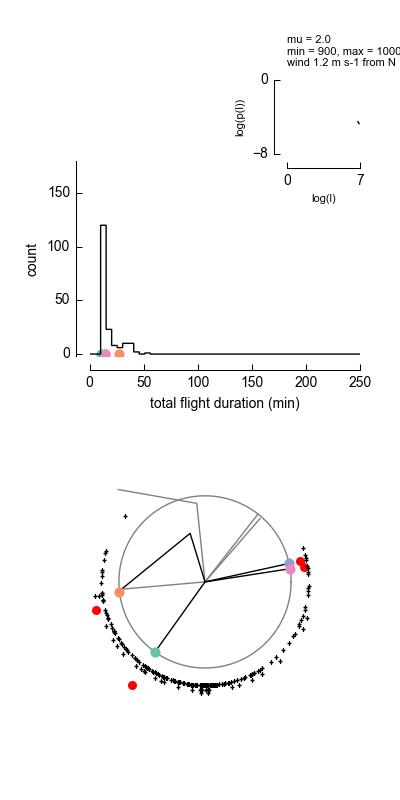 mu = 2.0
min = 900, max = 1000
wind 1.2 m s-1 from N
0
log(p(l))
−8
0 7
log(l)
150
count
100
50
0
0 50 100 150 200 250
total flight duration (min)